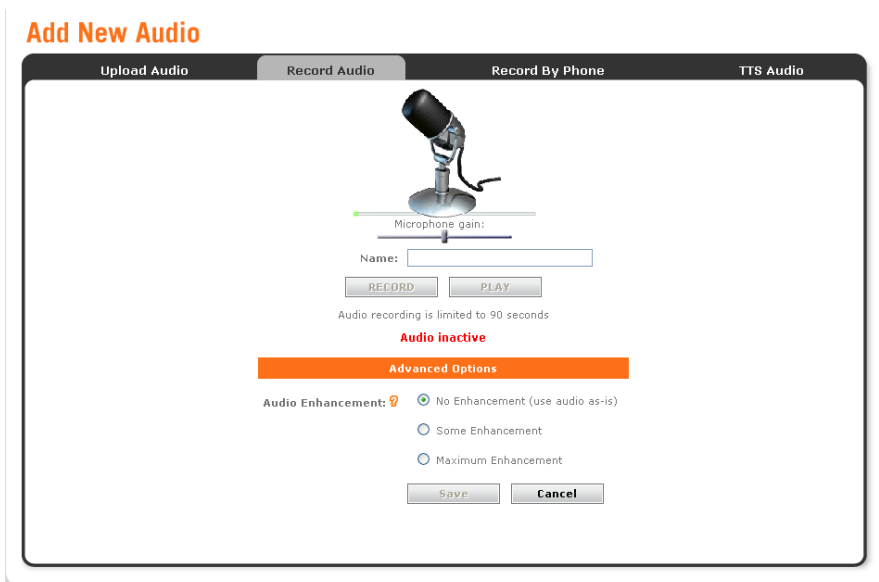 Add New Audio
Upload Audio Record Audio Record By Phone TTS Audio
Microphone gain:
Name:
RECORD PLAY
Audio recording is limited to 90 seconds
Audio inactive
Advanced Options
Audio Enhancement: ? No Enhancement (use audio as-is)
Some Enhancement
Maximum Enhancement
Save Cancel